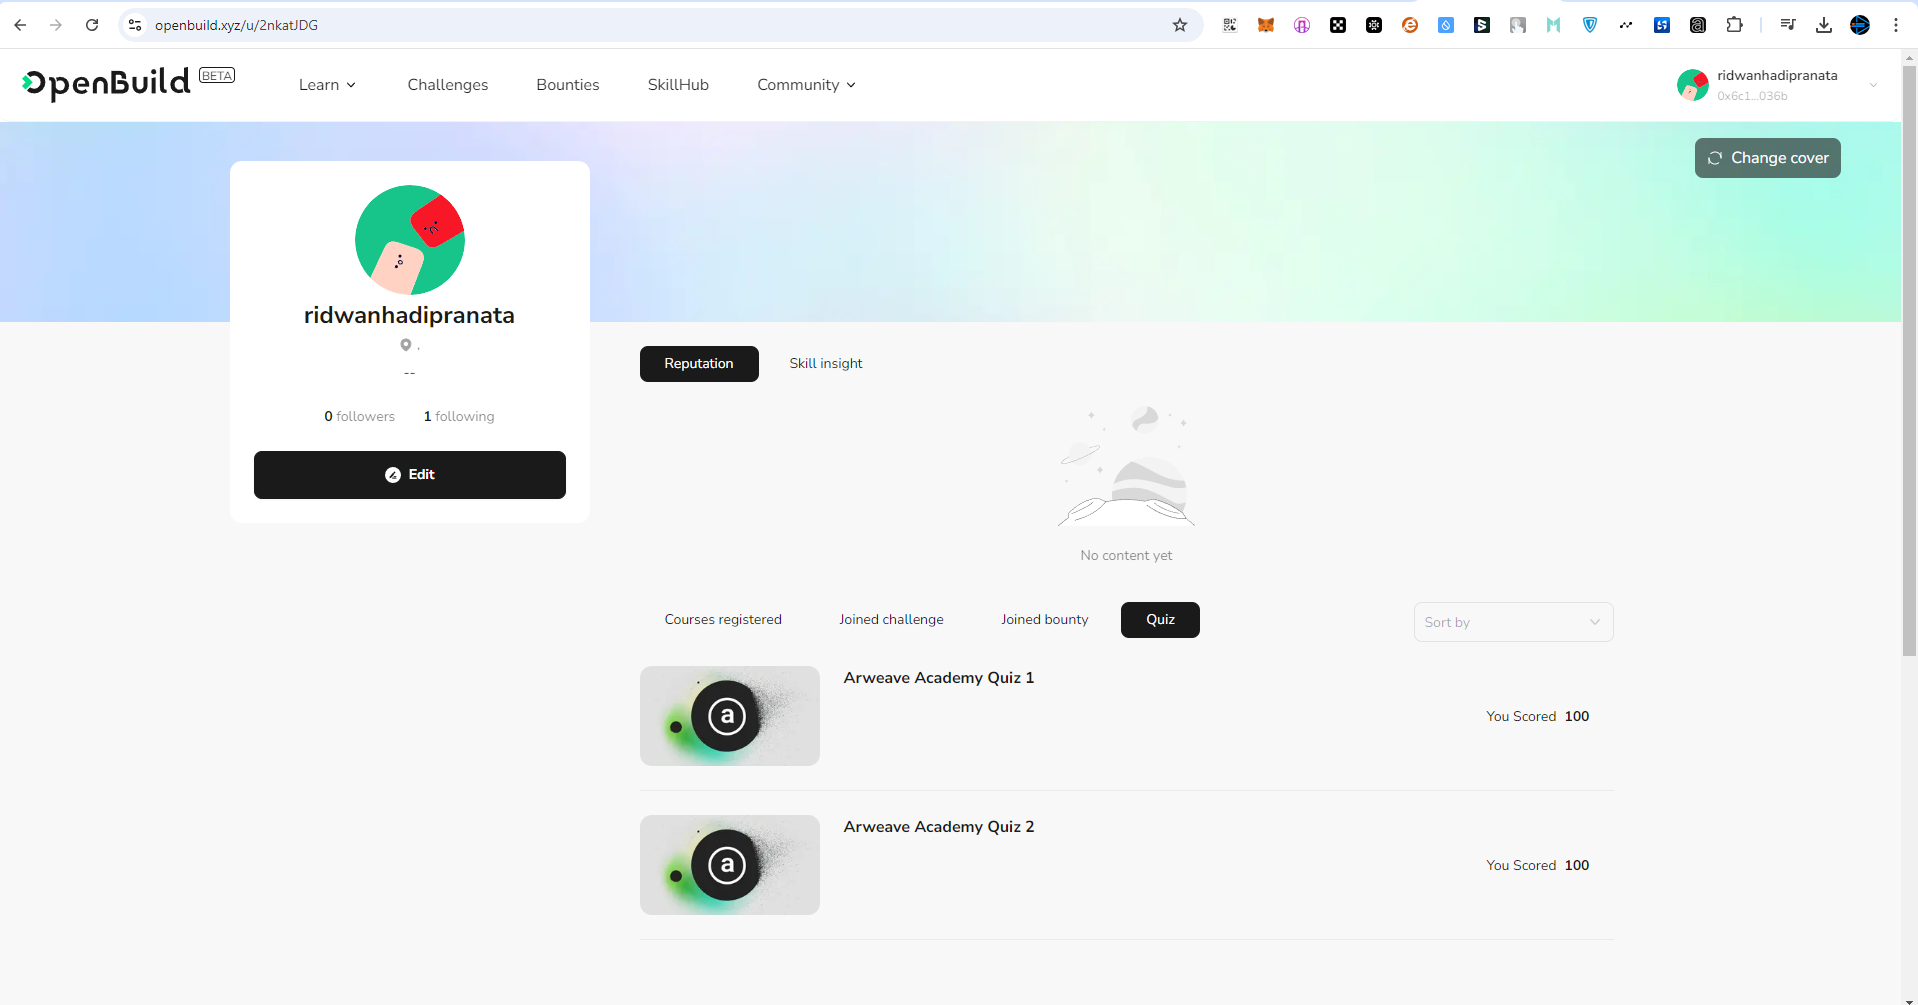 openbuild.xyz/u/2nkatJDG
OpenBuild BETA
Learn
Challenges
Bounties
SkillHub
Community
ridwanhadipranata
0x6c1...036b
Change cover
ridwanhadipranata
.
--
0 followers
1 following
Edit
Reputation
Skill insight
No content yet
Courses registered
Joined challenge
Joined bounty
Quiz
Sort by
a
Arweave Academy Quiz 1
You Scored 100
a
Arweave Academy Quiz 2
You Scored 100